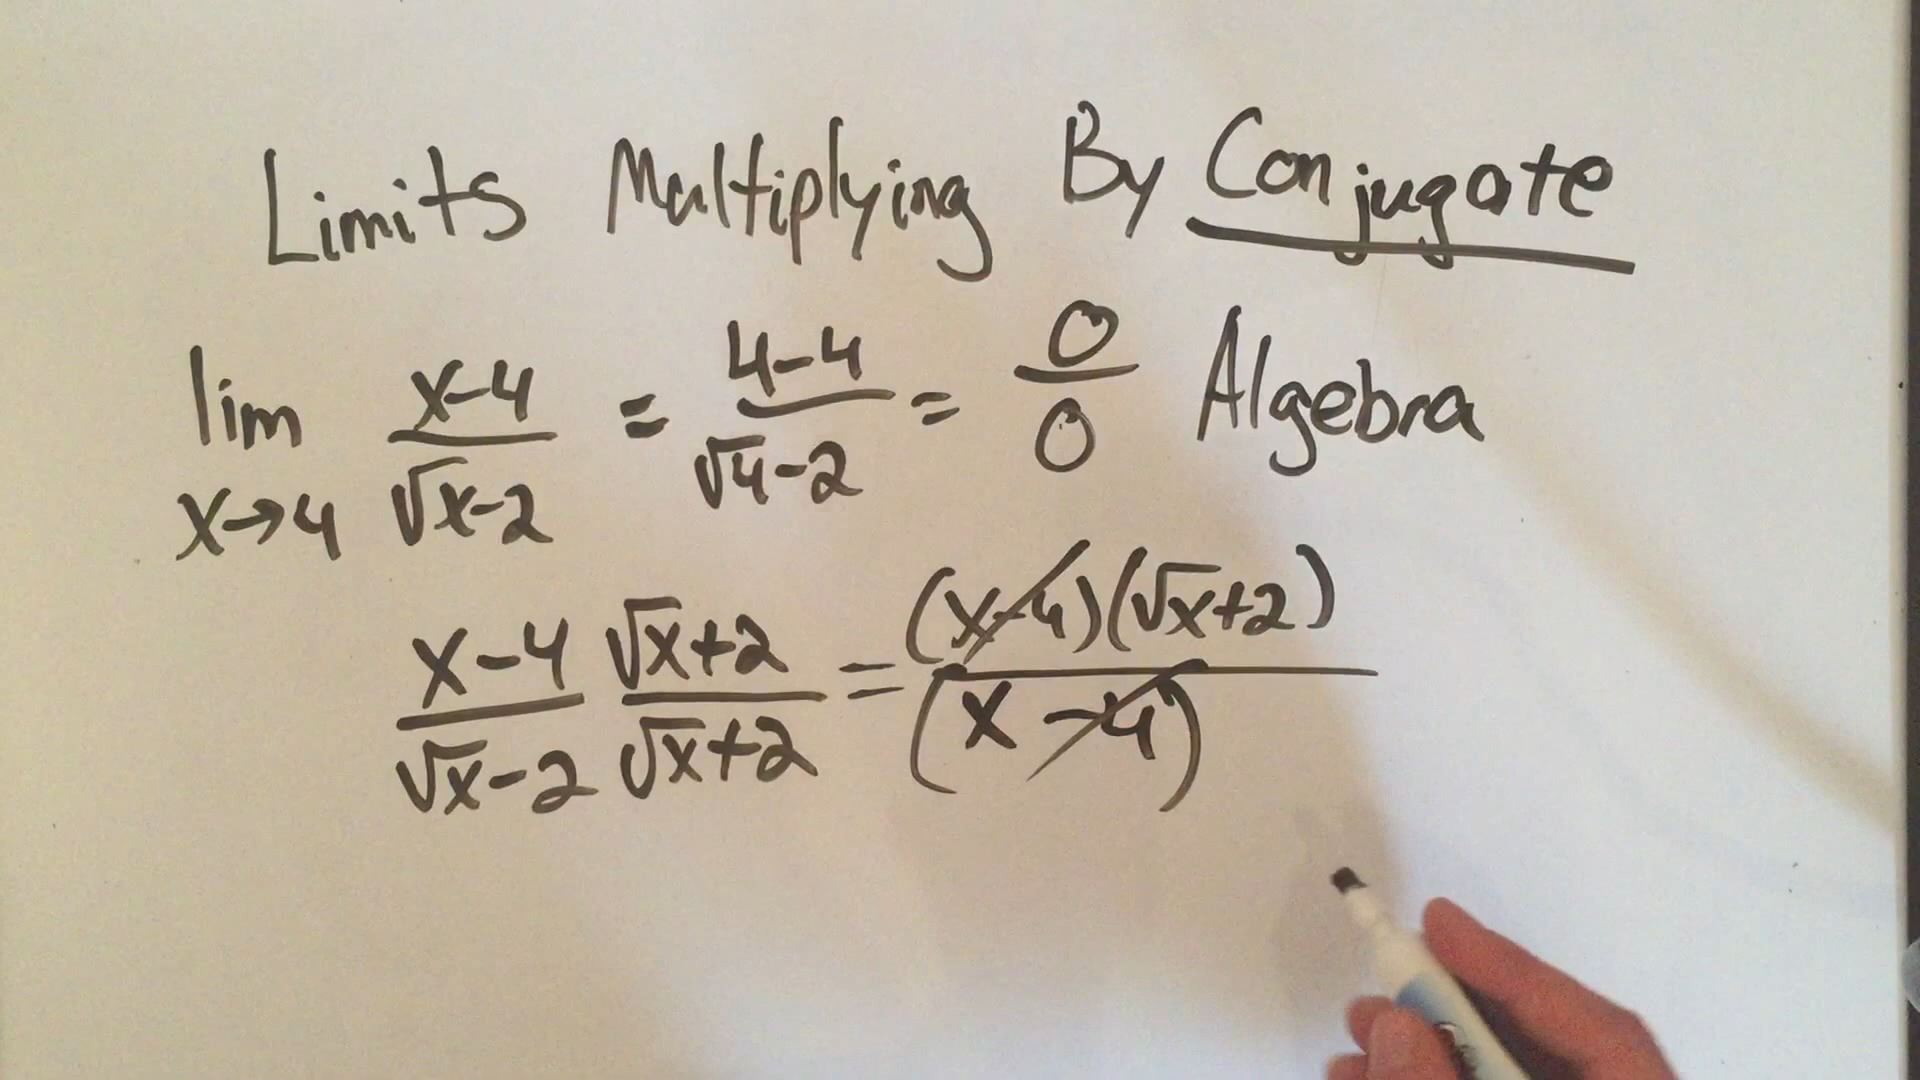 Limits Multiplying By Conjugate
lim x→4 (x-4)/(√x-2) = (4-4)/(√4-2) = 0/0 Algebra
(x-4)/(√x-2) (√x+2)/(√x+2) = (x-4)(√x+2)/(x-4)